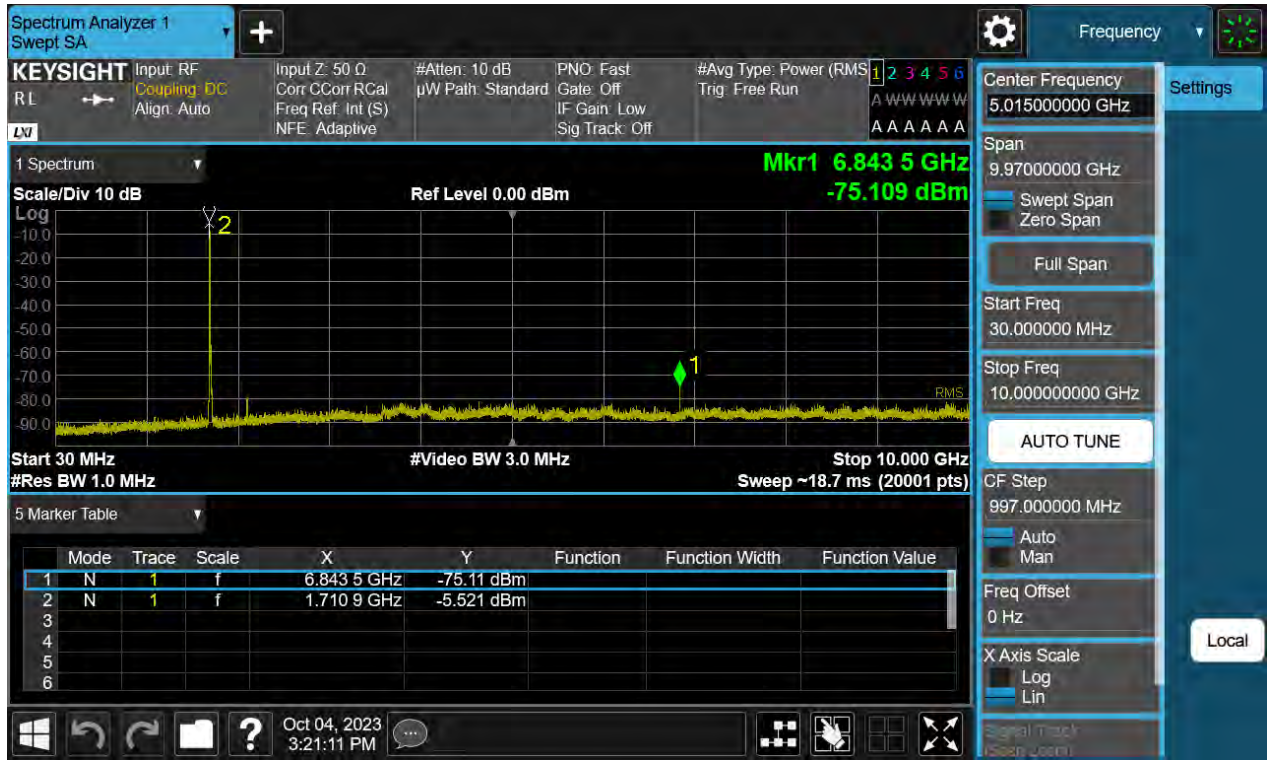 Spectrum Analyzer 1
Swept SA
+
Frequency
KEYSIGHT
RL
LXI
Input: RF
Coupling: DC
Align: Auto
Input Z: 50 Ω
Corr CCorr RCal
Freq Ref: Int (S)
NFE: Adaptive
#Atten: 10 dB
µW Path: Standard
PNO: Fast
Gate: Off
IF Gain: Low
Sig Track: Off
#Avg Type: Power (RMS
Trig: Free Run
1 2 3 4 5 6
A W W W W W
A A A A A A
Center Frequency
5.015000000 GHz
Settings
Span
9.97000000 GHz
Swept Span
Zero Span
Full Span
Start Freq
30.000000 MHz
Stop Freq
10.000000000 GHz
AUTO TUNE
CF Step
997.000000 MHz
Auto
Man
Freq Offset
0 Hz
X Axis Scale
Log
Lin
Signal Track
(Span Zoom)
Local
1 Spectrum
Mkr1 6.843 5 GHz
-75.109 dBm
Scale/Div 10 dB
Ref Level 0.00 dBm
Log
-10.0
-20.0
-30.0
-40.0
-50.0
-60.0
-70.0
-80.0
-90.0
2
1
RMS
Start 30 MHz
#Video BW 3.0 MHz
Stop 10.000 GHz
#Res BW 1.0 MHz
Sweep ~18.7 ms (20001 pts)
5 Marker Table
Mode Trace Scale X Y Function Function Width Function Value
1 N 1 f 6.843 5 GHz -75.11 dBm
2 N 1 f 1.710 9 GHz -5.521 dBm
3
4
5
6
?
Oct 04, 2023
3:21:11 PM